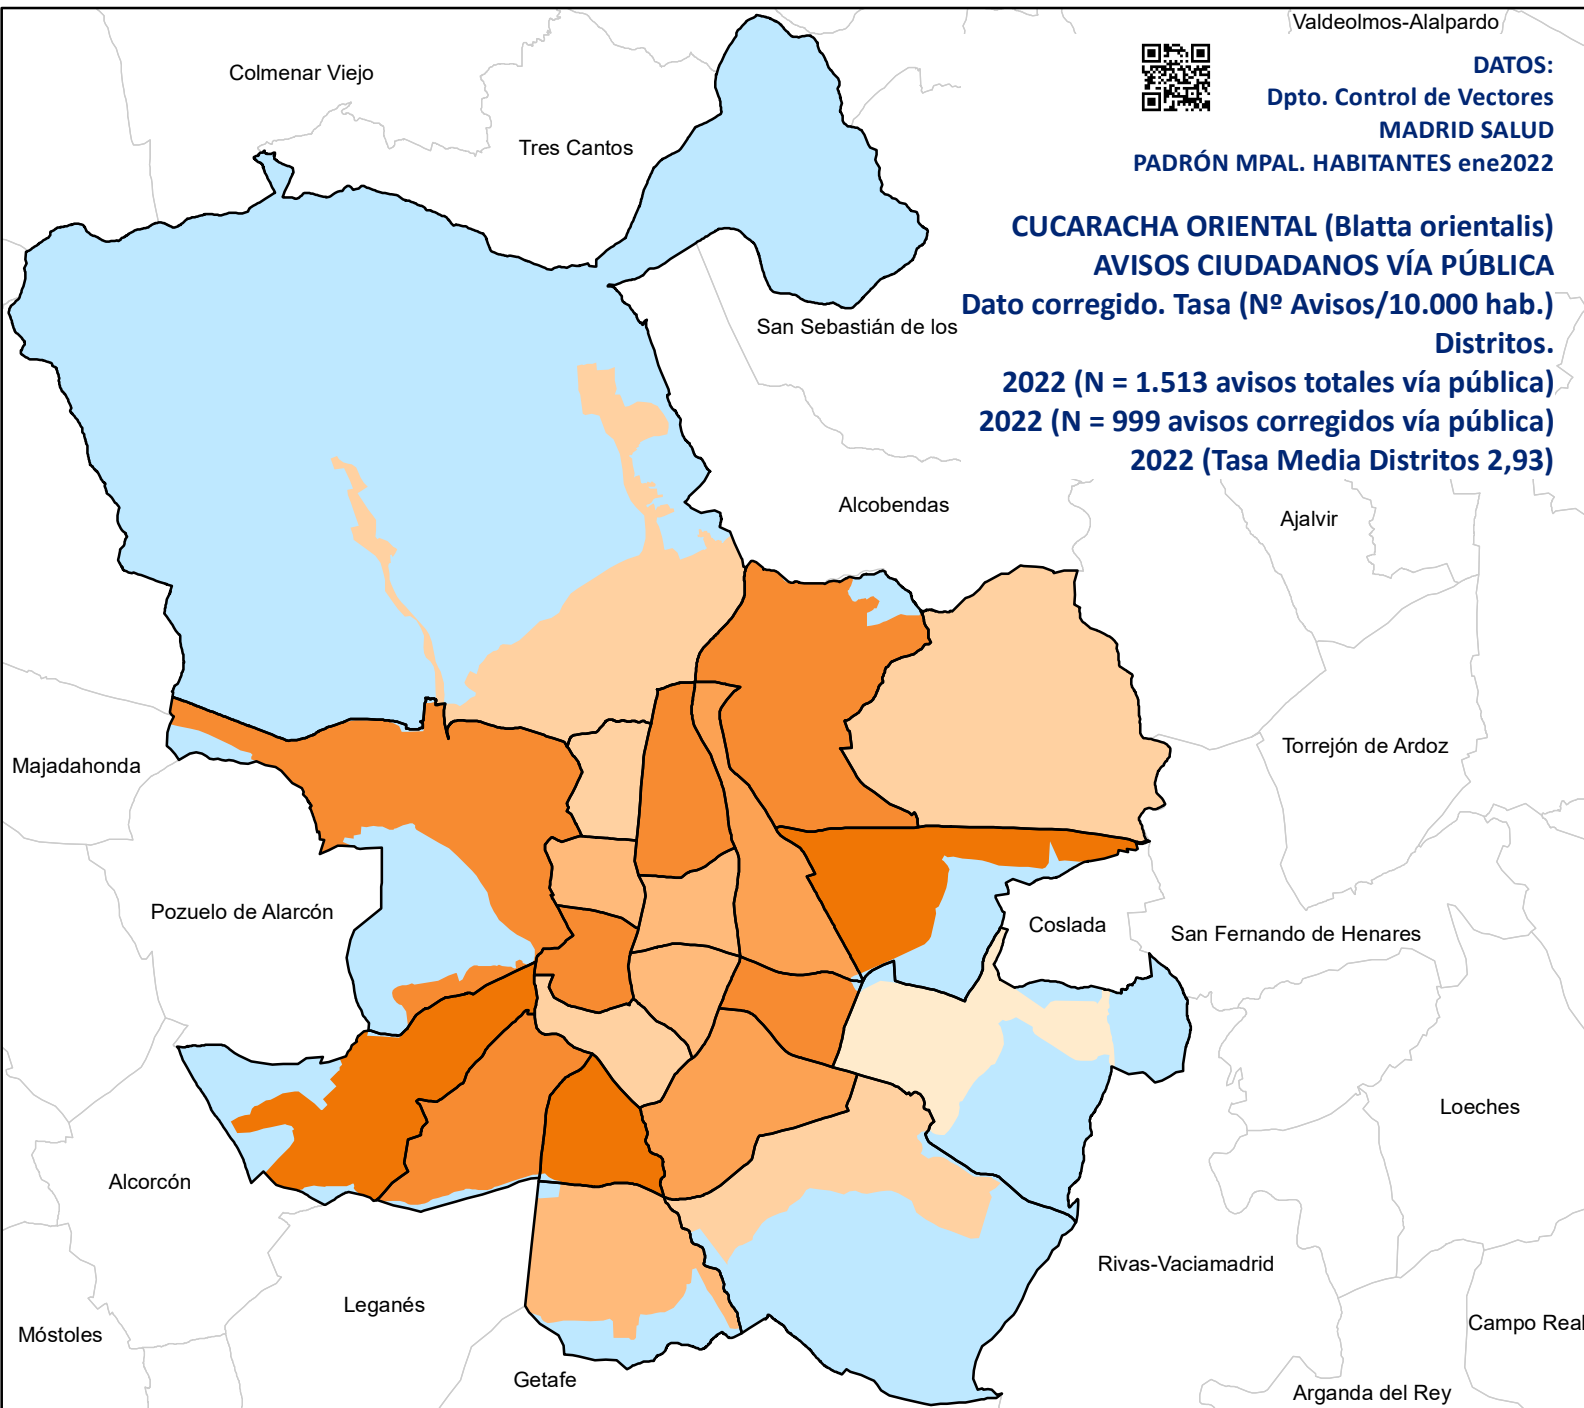 Valdeolmos-Alalpardo
Colmenar Viejo
Tres Cantos
DATOS:
Dpto. Control de Vectores
MADRID SALUD
PADRÓN MPAL. HABITANTES ene2022
CUCARACHA ORIENTAL (Blatta orientalis)
AVISOS CIUDADANOS VÍA PÚBLICA
Dato corregido. Tasa (Nº Avisos/10.000 hab.)
Distritos.
2022 (N = 1.513 avisos totales vía pública)
2022 (N = 999 avisos corregidos vía pública)
2022 (Tasa Media Distritos 2,93)
San Sebastián de los
Alcobendas
Ajalvir
Majadahonda
Torrejón de Ardoz
Pozuelo de Alarcón
Coslada
San Fernando de Henares
Loeches
Alcorcón
Rivas-Vaciamadrid
Leganés
Móstoles
Campo Real
Getafe
Arganda del Rey